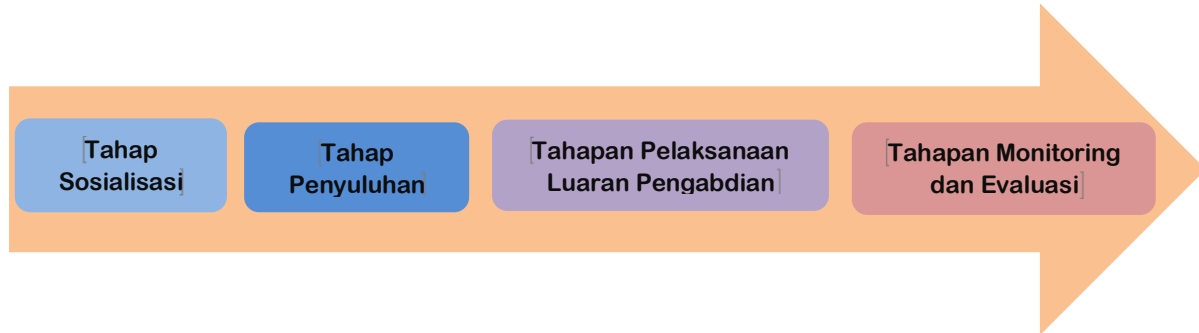 Tahap
Sosialisasi
Tahap
Penyuluhan
Tahapan Pelaksanaan
Luaran Pengabdian
Tahapan Monitoring
dan Evaluasi